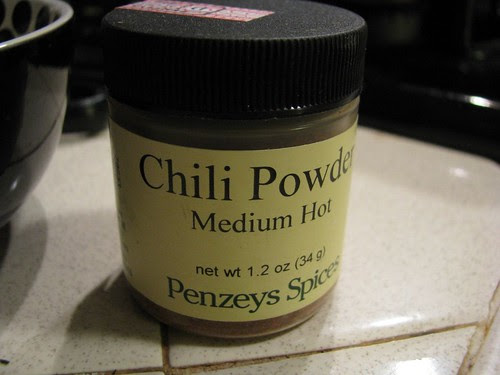 Chili Powder
Medium Hot
net wt 1.2 oz (34 g)
Penzeys Spices